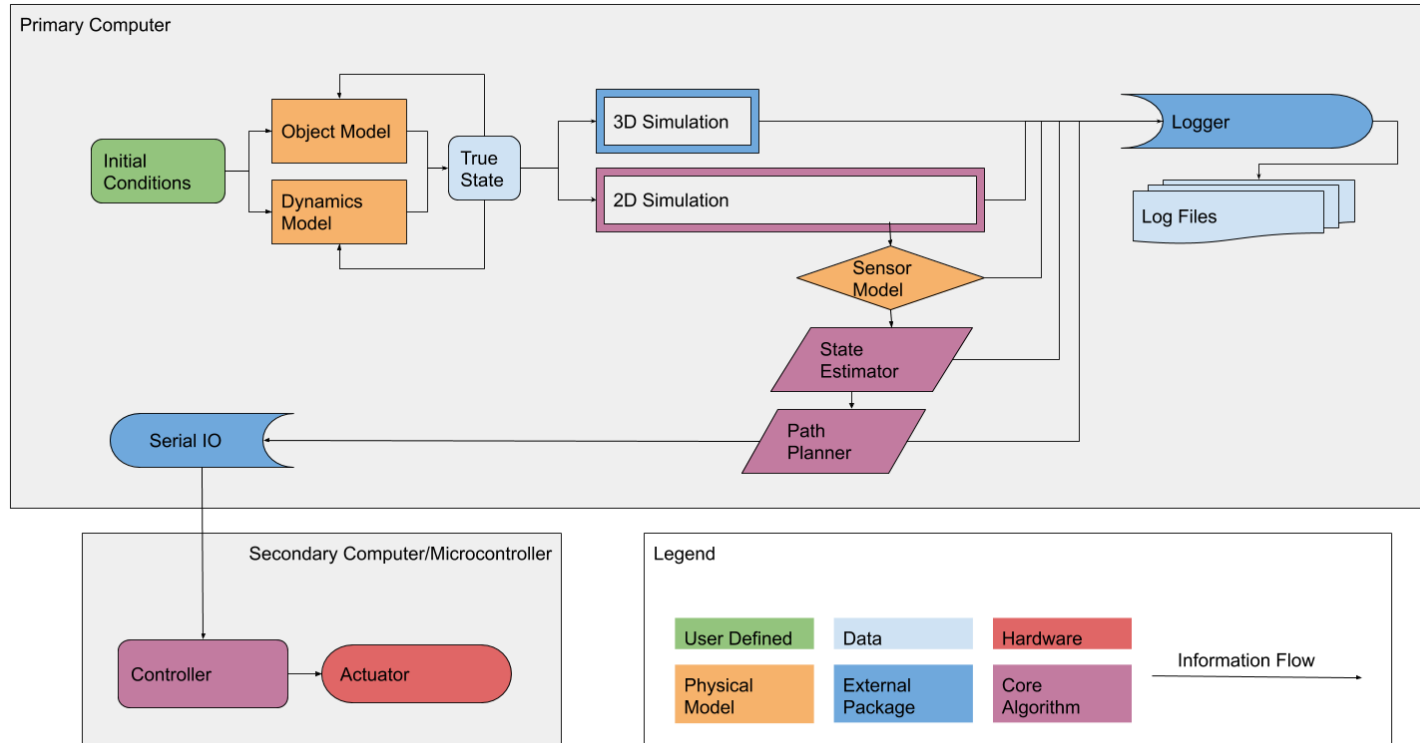 Primary Computer
Initial
Conditions
Object Model
Dynamics
Model
True
State
3D Simulation
2D Simulation
Sensor
Model
State
Estimator
Path
Planner
Logger
Log Files
Serial IO
Secondary Computer/Microcontroller
Controller
Actuator
Legend
User Defined
Data
Hardware
Physical
Model
External
Package
Core
Algorithm
Information Flow